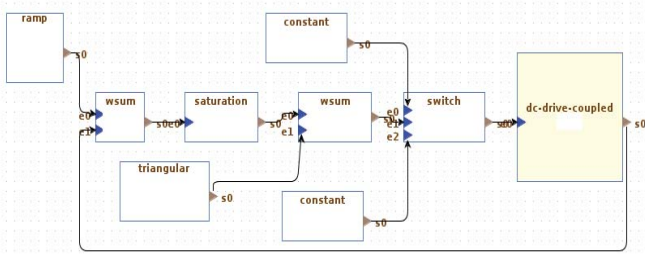 ramp
constant
s0
s0
wsum
saturation
wsum
switch
dc-drive-coupled
e0
s0
e0
s0
e0
s0
e0
s0
e0
s0
e1
e1
e1
e2
triangular
constant
s0
s0